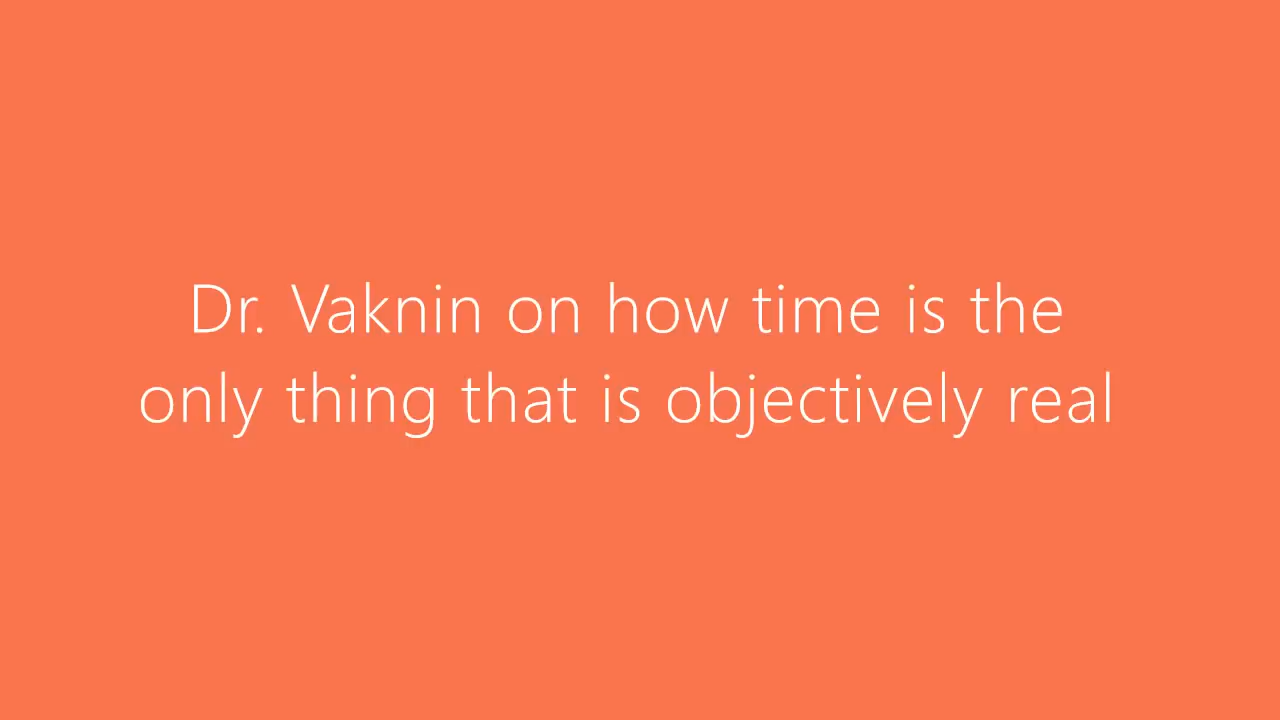 Dr. Vaknin on how time is the
only thing that is objectively real